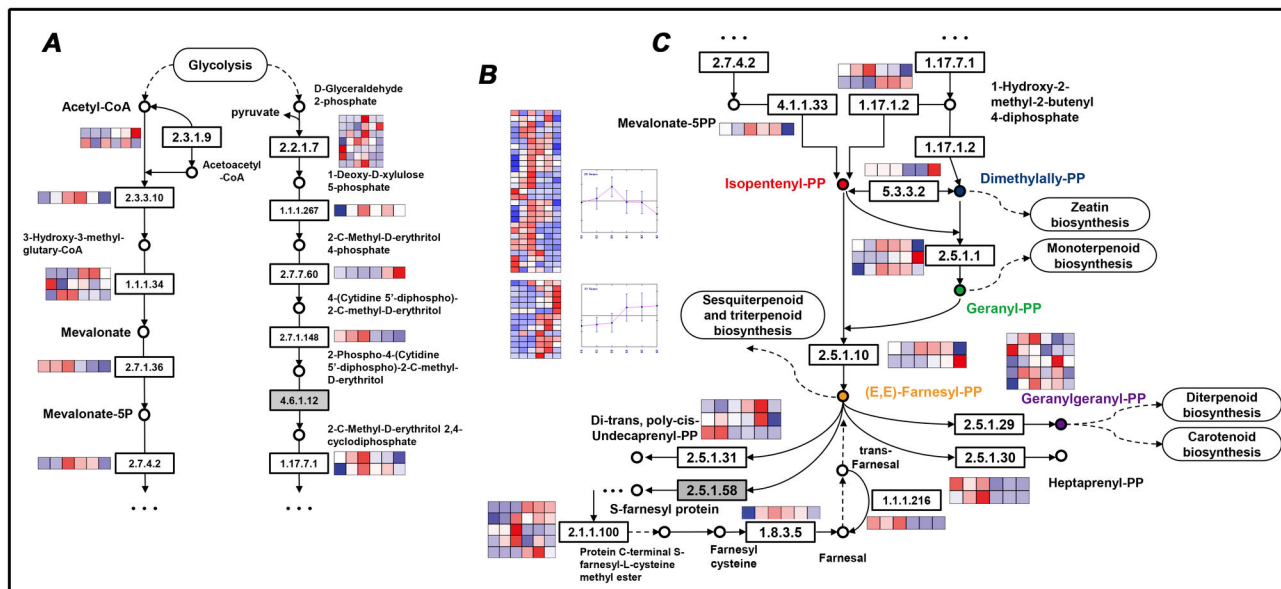 A
Glycolysis
Acetyl-CoA
D-Glyceraldehyde
2-phosphate
pyruvate
2.3.1.9
2.2.1.7
Acetoacetyl
-CoA
1-Deoxy-D-xylulose
5-phosphate
2.3.3.10
1.1.1.267
3-Hydroxy-3-methyl-
glutary-CoA
2-C-Methyl-D-erythritol
4-phosphate
1.1.1.34
2.7.7.60
4-(Cytidine 5'-diphospho)-
2-C-methyl-D-erythritol
Mevalonate
2.7.1.148
2.7.1.36
2-Phospho-4-(Cytidine
5'-diphospho)-2-C-methyl-
D-erythritol
4.6.1.12
Mevalonate-5P
2-C-Methyl-D-erythritol 2,4-
cyclodiphosphate
2.7.4.2
1.17.7.1
...
...
B
C
...
...
2.7.4.2
1.17.7.1
4.1.1.33
1.17.1.2
1-Hydroxy-2-
methyl-2-butenyl
4-diphosphate
Mevalonate-5PP
1.17.1.2
Isopentenyl-PP
5.3.3.2
Dimethylally-PP
Zeatin
biosynthesis
2.5.1.1
Monoterpenoid
biosynthesis
Geranyl-PP
Sesquiterpenoid
and triterpenoid
biosynthesis
2.5.1.10
(E,E)-Farnesyl-PP
Geranylgeranyl-PP
Di-trans, poly-cis-
Undecaprenyl-PP
2.5.1.29
Diterpenoid
biosynthesis
Carotenoid
biosynthesis
2.5.1.31
trans-
Farnesal
2.5.1.30
Heptaprenyl-PP
...
2.5.1.58
S-farnesyl protein
1.1.1.216
2.1.1.100
1.8.3.5
Protein C-terminal S-
farnesyl-L-cysteine
methyl ester
Farnesyl
cysteine
Farnesal